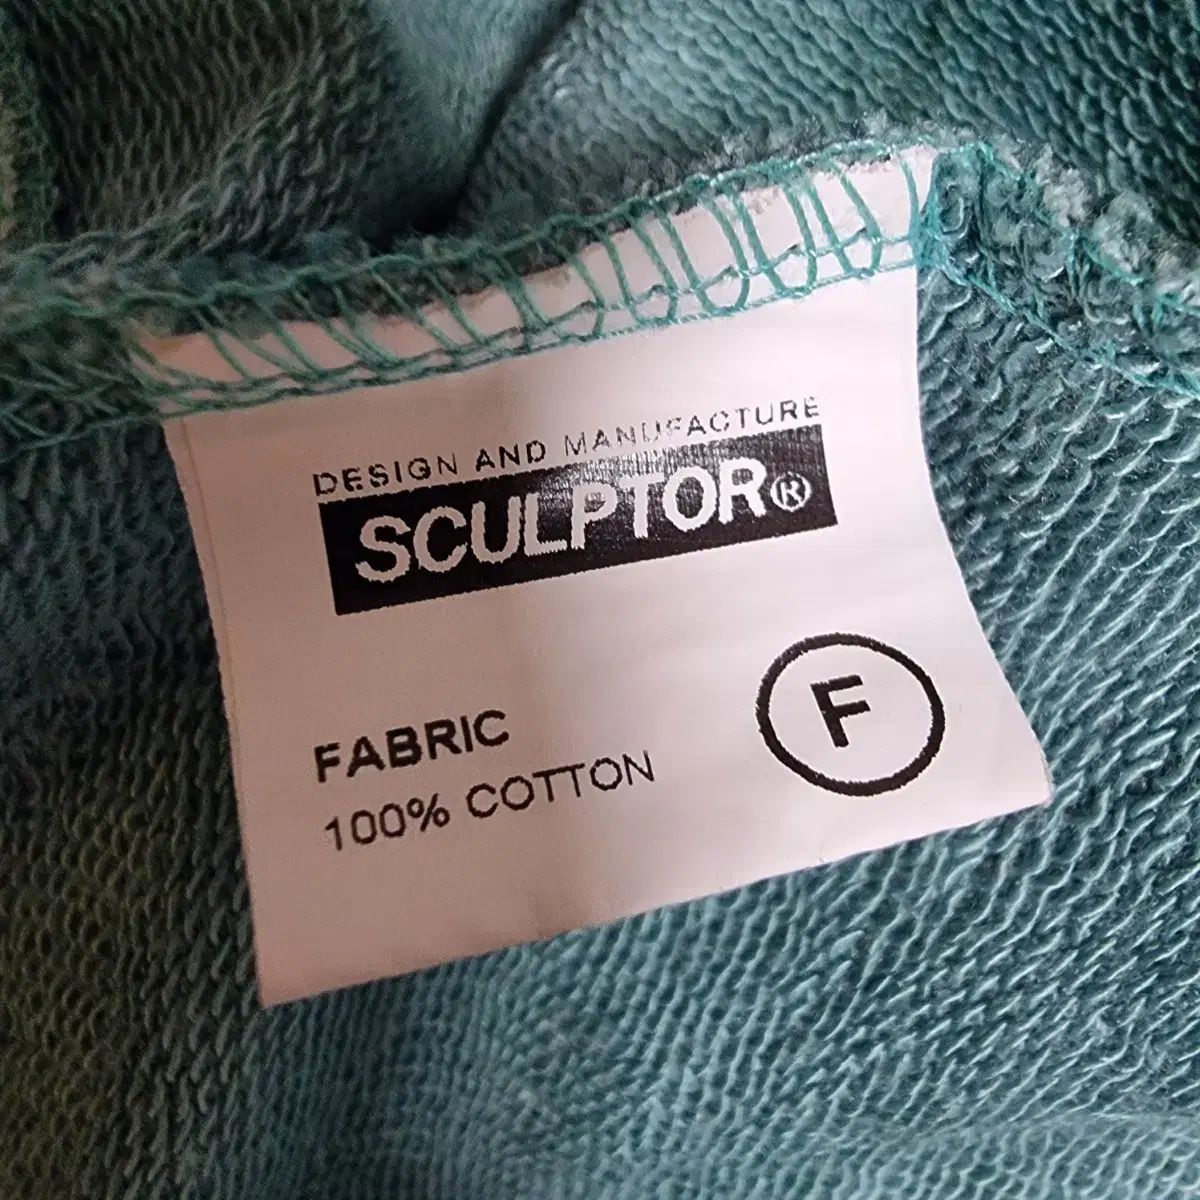 DESIGN AND MANUFACTURE
SCULPTOR®
F
FABRIC
100% COTTON